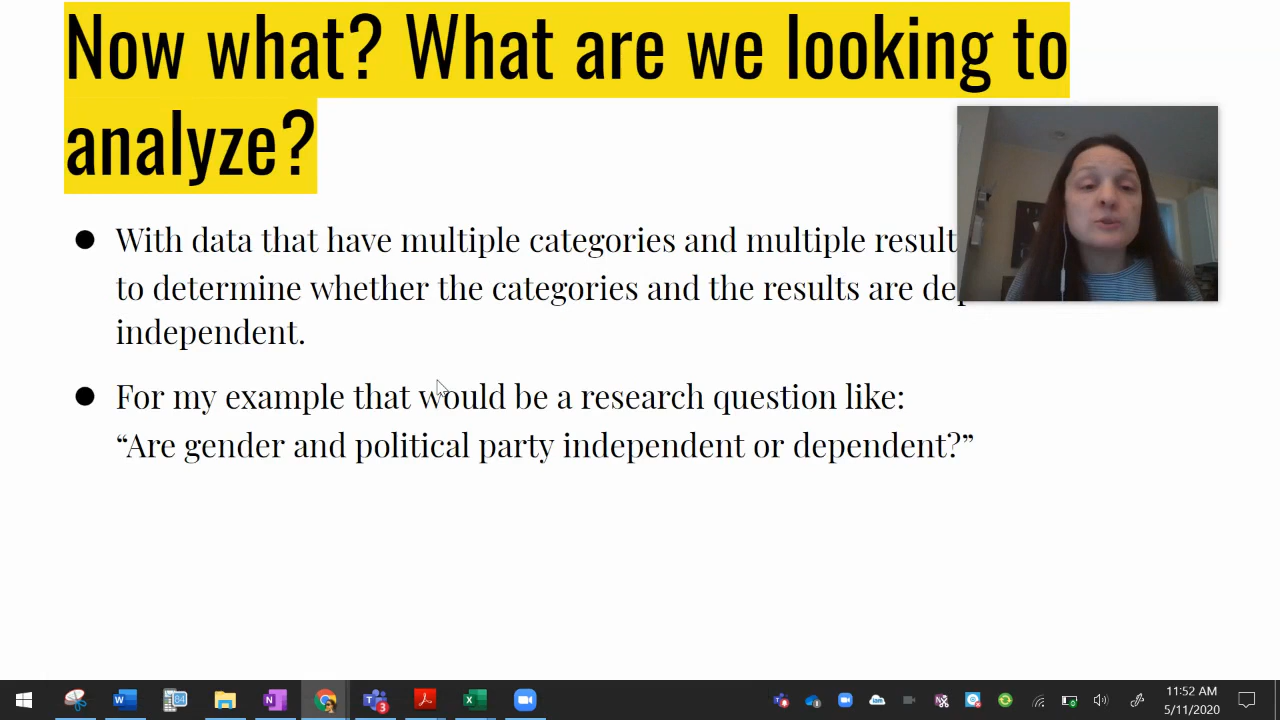 Now what? What are we looking to
analyze?
● With data that have multiple categories and multiple result
to determine whether the categories and the results are
independent.
● For my example that would be a research question like:
“Are gender and political party independent or dependent?”
84
3
11:52 AM
5/11/2020